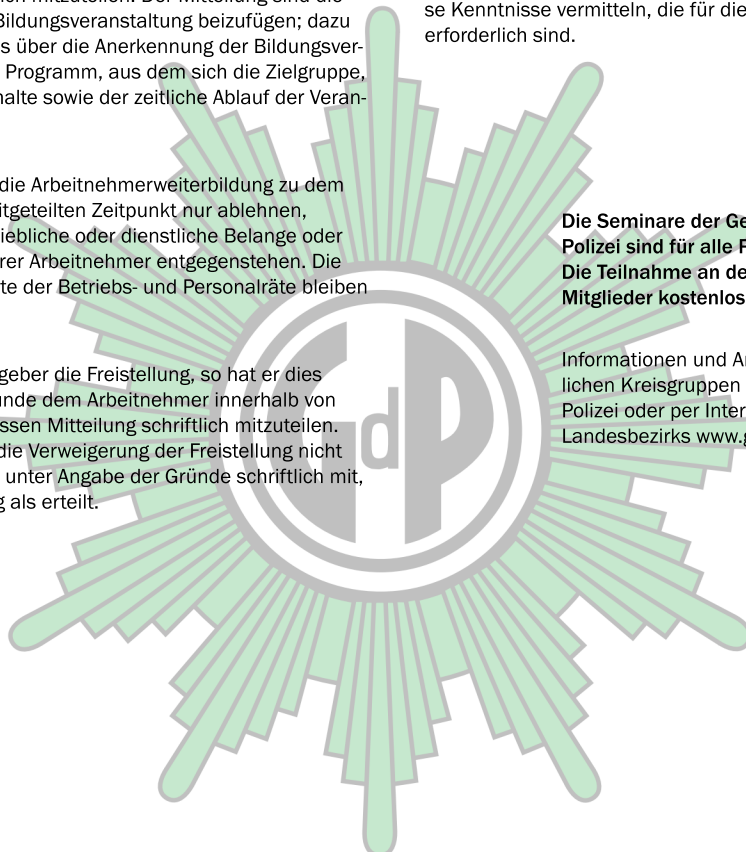 Bildungsveranstaltung beizufügen; dazu
s über die Anerkennung der Bildungsver-
Programm, aus dem sich die Zielgruppe,
halte sowie der zeitliche Ablauf der Veran-
die Arbeitnehmerweiterbildung zu dem
itgeteilten Zeitpunkt nur ablehnen,
iebliche oder dienstliche Belange oder
rer Arbeitnehmer entgegenstehen. Die
te der Betriebs- und Personalräte bleiben
geber die Freistellung, so hat er dies
unde dem Arbeitnehmer innerhalb von
ssen Mitteilung schriftlich mitzuteilen.
die Verweigerung der Freistellung nicht
unter Angabe der Gründe schriftlich mit,
g als erteilt.
se Kenntnisse vermitteln, die für die
erforderlich sind.
Die Seminare der Ge
Polizei sind für alle
Die Teilnahme an de
Mitglieder kostenlos
Informationen und A
lichen Kreisgruppen
Polizei oder per Inter
Landesbezirks www.g
GdP